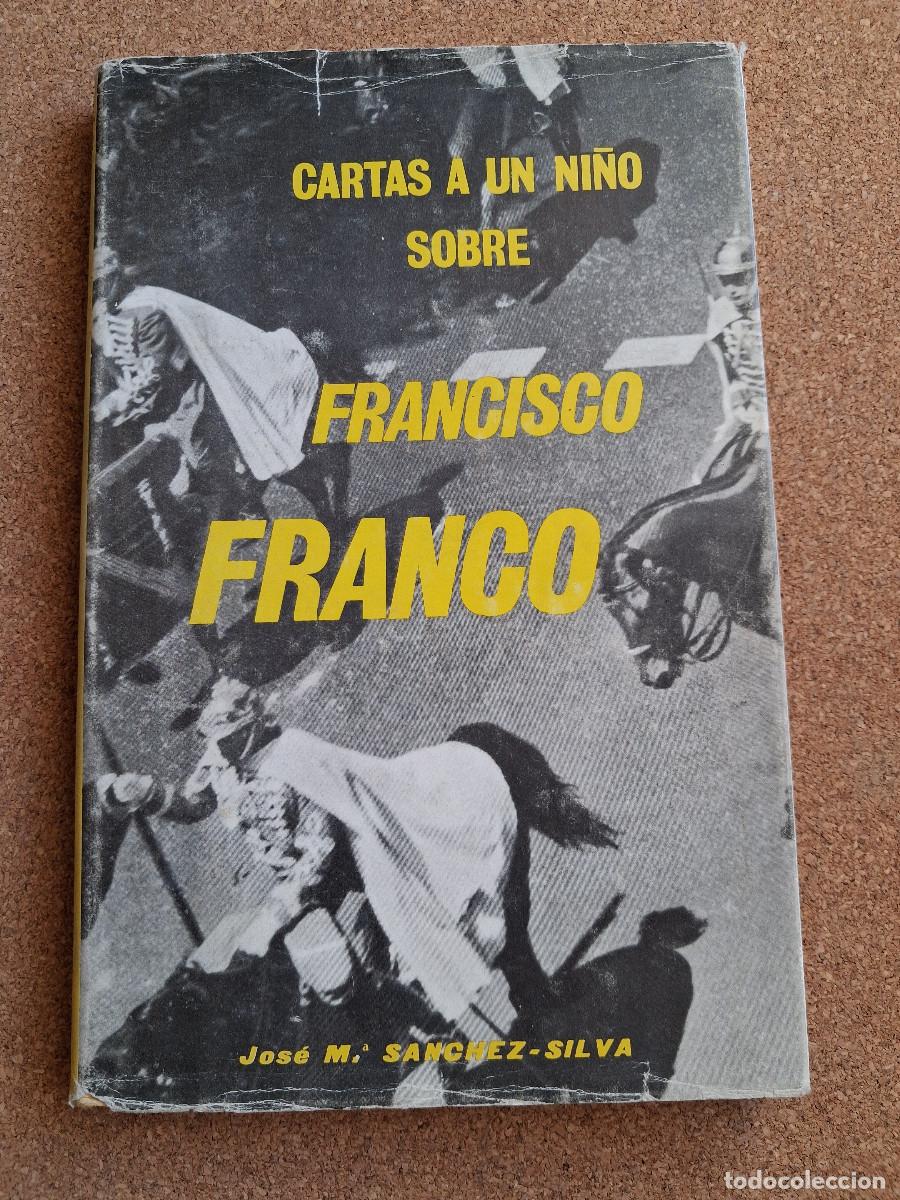 CARTAS A UN NIÑO
SOBRE
FRANCISCO
FRANCO
José M.ª SANCHEZ-SILVA
todocoleccion